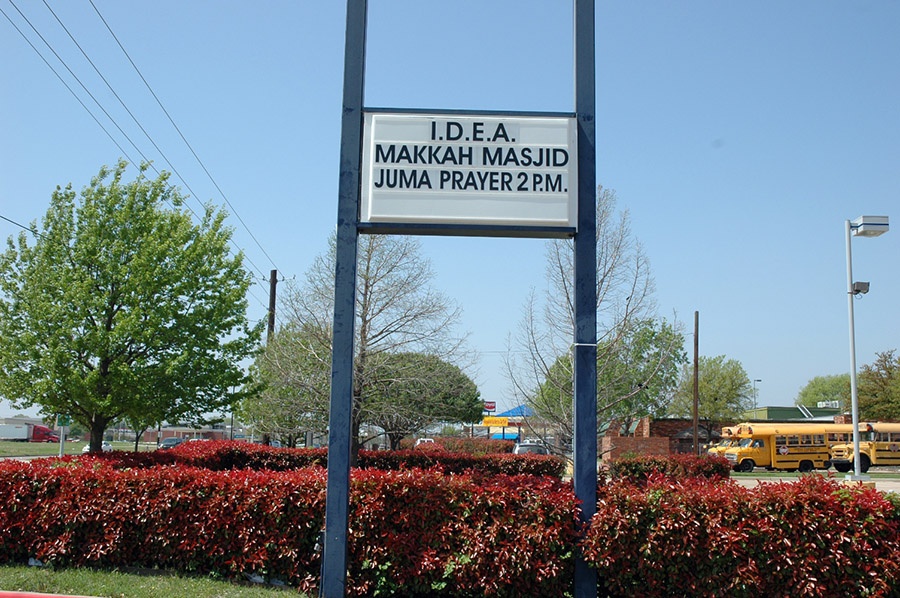 I.D.E.A.
MAKKAH MASJID
JUMA PRAYER 2 P.M.